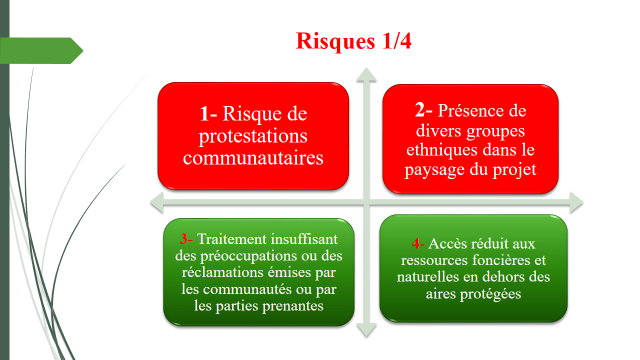 Risques 1/4
1- Risque de
protestations
communautaires
2- Présence de
divers groupes
ethniques dans le
paysage du projet
3- Traitement insuffisant
des préoccupations ou des
réclamations émises par
les communautés ou par
les parties prenantes
4- Accès réduit aux
ressources foncières et
naturelles en dehors des
aires protégées